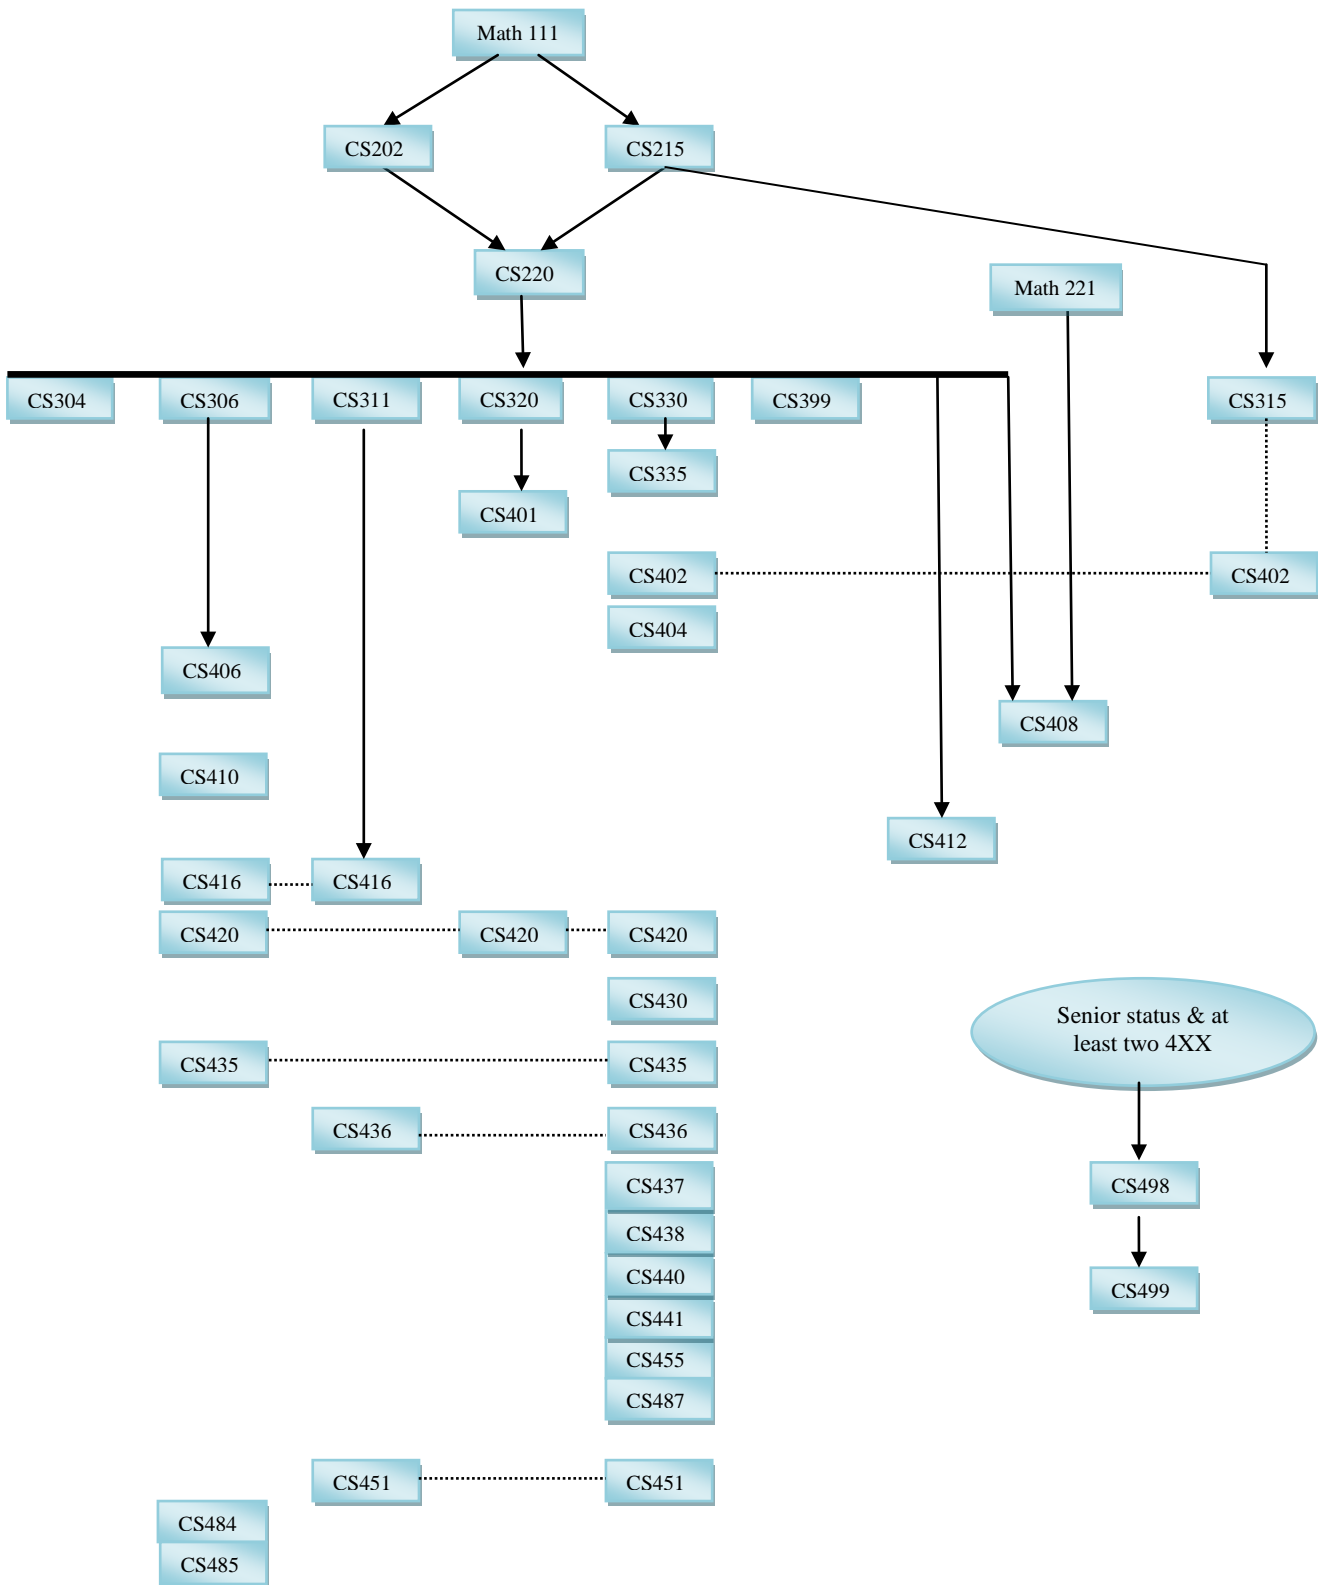 Math 111
CS202
CS215
CS220
Math 221
CS304
CS306
CS311
CS320
CS330
CS399
CS315
CS335
CS401
CS402
CS402
CS404
CS406
CS408
CS410
CS412
CS416
CS416
CS420
CS420
CS420
CS430
Senior status & at
least two 4XX
CS435
CS435
CS436
CS436
CS437
CS498
CS438
CS440
CS499
CS441
CS455
CS487
CS451
CS451
CS484
CS485